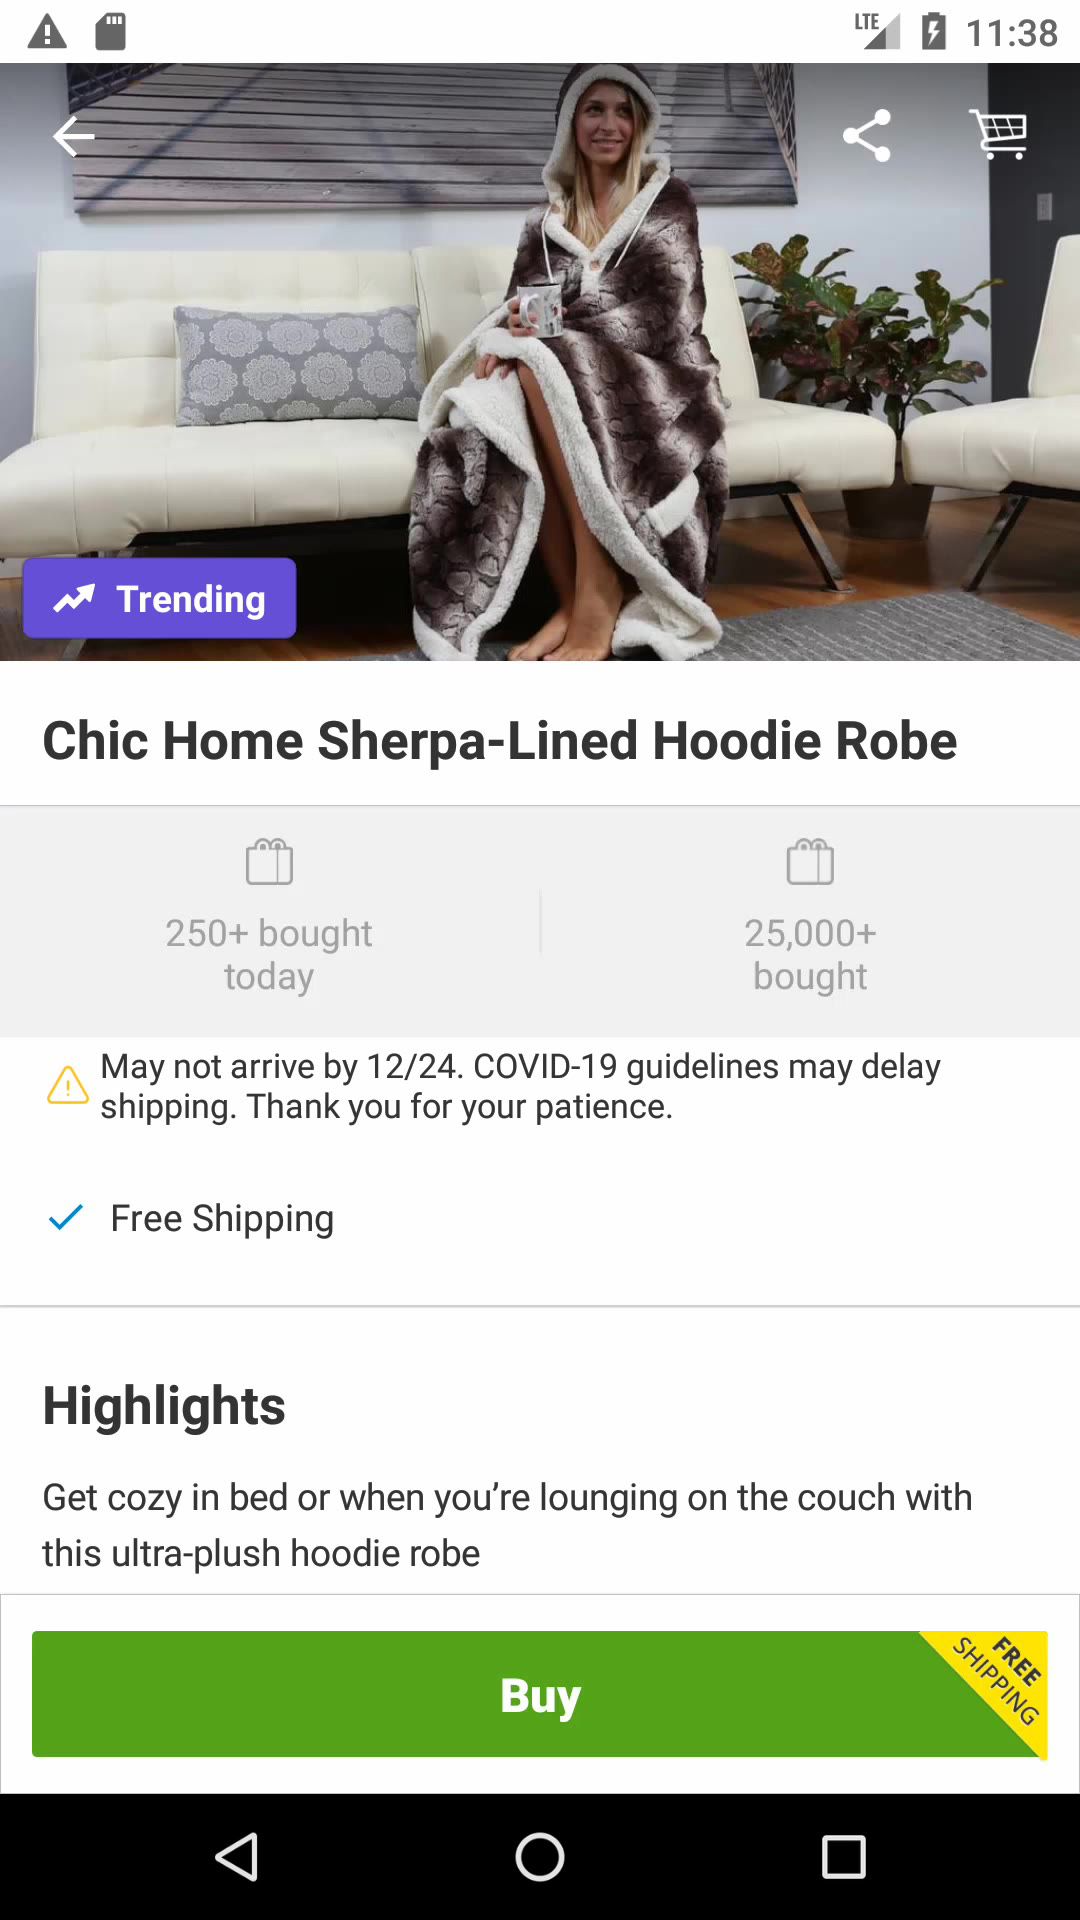 LTE 11:38
Trending
Chic Home Sherpa-Lined Hoodie Robe
250+ bought
today
25,000+
bought
May not arrive by 12/24. COVID-19 guidelines may delay
shipping. Thank you for your patience.
Free Shipping
Highlights
Get cozy in bed or when you’re lounging on the couch with
this ultra-plush hoodie robe
Buy
FREE
SHIPPING